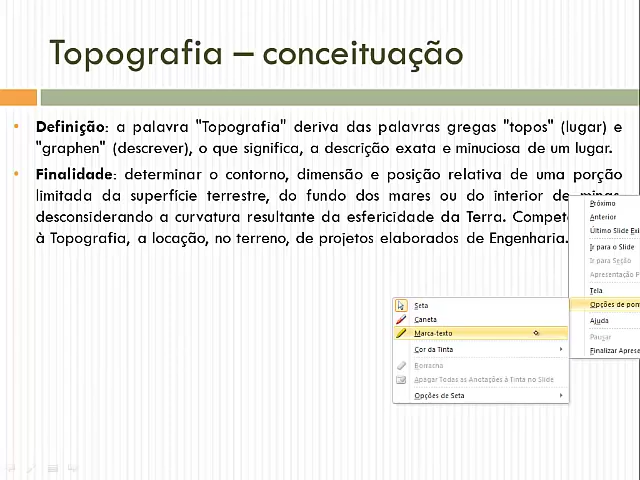 Topografia – conceituação
• Definição: a palavra "Topografia" deriva das palavras gregas "topos" (lugar) e
"graphen" (descrever), o que significa, a descrição exata e minuciosa de um lugar.
• Finalidade: determinar o contorno, dimensão e posição relativa de uma porção
limitada da superfície terrestre, do fundo dos mares ou do interior de minas,
desconsiderando a curvatura resultante da esfericidade da Terra. Compet
à Topografia, a locação, no terreno, de projetos elaborados de Engenharia.
Próximo
Anterior
Último Slide Exi
Ir para o Slide
Ir para Seção
Apresentação P
Tela
Opções de pon
Ajuda
Pausar
Finalizar Aprese
Seta
Caneta
Marca-texto
Cor da Tinta
Borracha
Apagar Todas as Anotações à Tinta no Slide
Opções de Seta